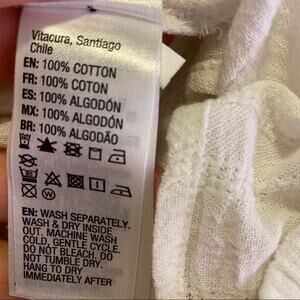 Vitacura, Santiago
Chile
EN: 100% COTTON
FR: 100% COTON
ES: 100% ALGODÓN
MX: 100% ALGODÓN
BR: 100% ALGODÃO
EN: WASH SEPARATELY.
WASH & DRY INSIDE
OUT. MACHINE WASH
COLD, GENTLE CYCLE.
DO NOT BLEACH. DO
NOT TUMBLE DRY.
HANG TO DRY
IMMEDIATELY AFTER